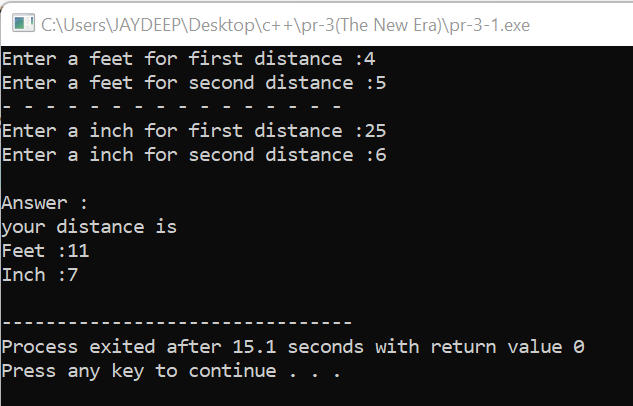 C:\Users\JAYDEEP\Desktop\c++\pr-3(The New Era)\pr-3-1.exe
Enter a feet for first distance :4
Enter a feet for second distance :5
- - - - - - - - - - - - - - - -
Enter a inch for first distance :25
Enter a inch for second distance :6
Answer :
your distance is
Feet :11
Inch :7
--------------------------------
Process exited after 15.1 seconds with return value 0
Press any key to continue . . .